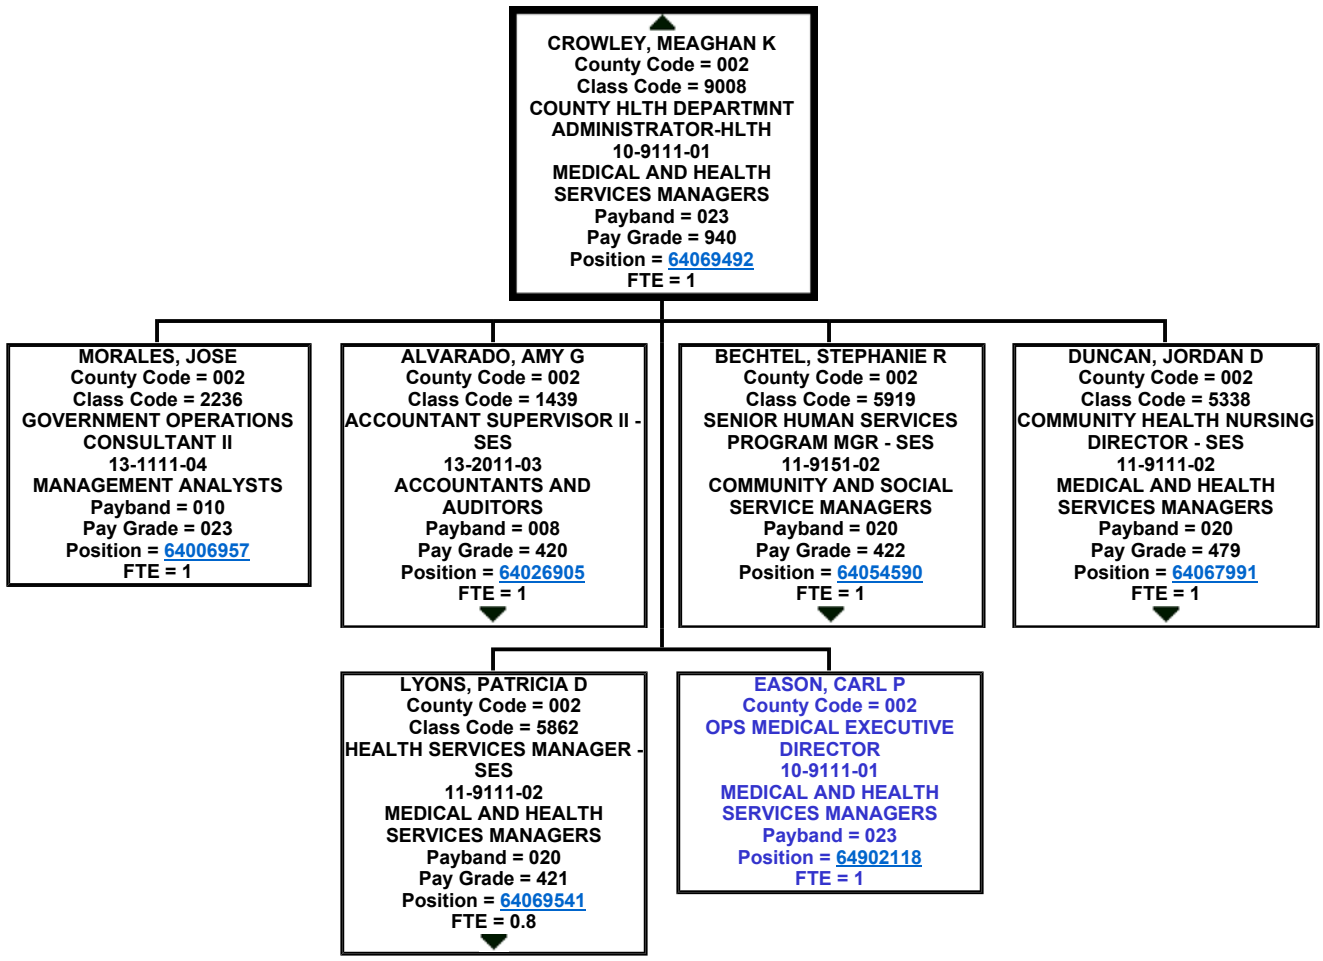 CROWLEY, MEAGHAN K
County Code = 002
Class Code = 9008
COUNTY HLTH DEPARTMNT
ADMINISTRATOR-HLTH
10-9111-01
MEDICAL AND HEALTH
SERVICES MANAGERS
Payband = 023
Pay Grade = 940
Position = 64069492
FTE = 1
MORALES, JOSE
County Code = 002
Class Code = 2236
GOVERNMENT OPERATIONS
CONSULTANT II
13-1111-04
MANAGEMENT ANALYSTS
Payband = 010
Pay Grade = 023
Position = 64006957
FTE = 1
ALVARADO, AMY G
County Code = 002
Class Code = 1439
ACCOUNTANT SUPERVISOR II -
SES
13-2011-03
ACCOUNTANTS AND
AUDITORS
Payband = 008
Pay Grade = 420
Position = 64026905
FTE = 1
BECHTEL, STEPHANIE R
County Code = 002
Class Code = 5919
SENIOR HUMAN SERVICES
PROGRAM MGR - SES
11-9151-02
COMMUNITY AND SOCIAL
SERVICE MANAGERS
Payband = 020
Pay Grade = 422
Position = 64054590
FTE = 1
DUNCAN, JORDAN D
County Code = 002
Class Code = 5338
COMMUNITY HEALTH NURSING
DIRECTOR - SES
11-9111-02
MEDICAL AND HEALTH
SERVICES MANAGERS
Payband = 020
Pay Grade = 479
Position = 64067991
FTE = 1
LYONS, PATRICIA D
County Code = 002
Class Code = 5862
HEALTH SERVICES MANAGER -
SES
11-9111-02
MEDICAL AND HEALTH
SERVICES MANAGERS
Payband = 020
Pay Grade = 421
Position = 64069541
FTE = 0.8
EASON, CARL P
County Code = 002
OPS MEDICAL EXECUTIVE
DIRECTOR
10-9111-01
MEDICAL AND HEALTH
SERVICES MANAGERS
Payband = 023
Position = 64902118
FTE = 1